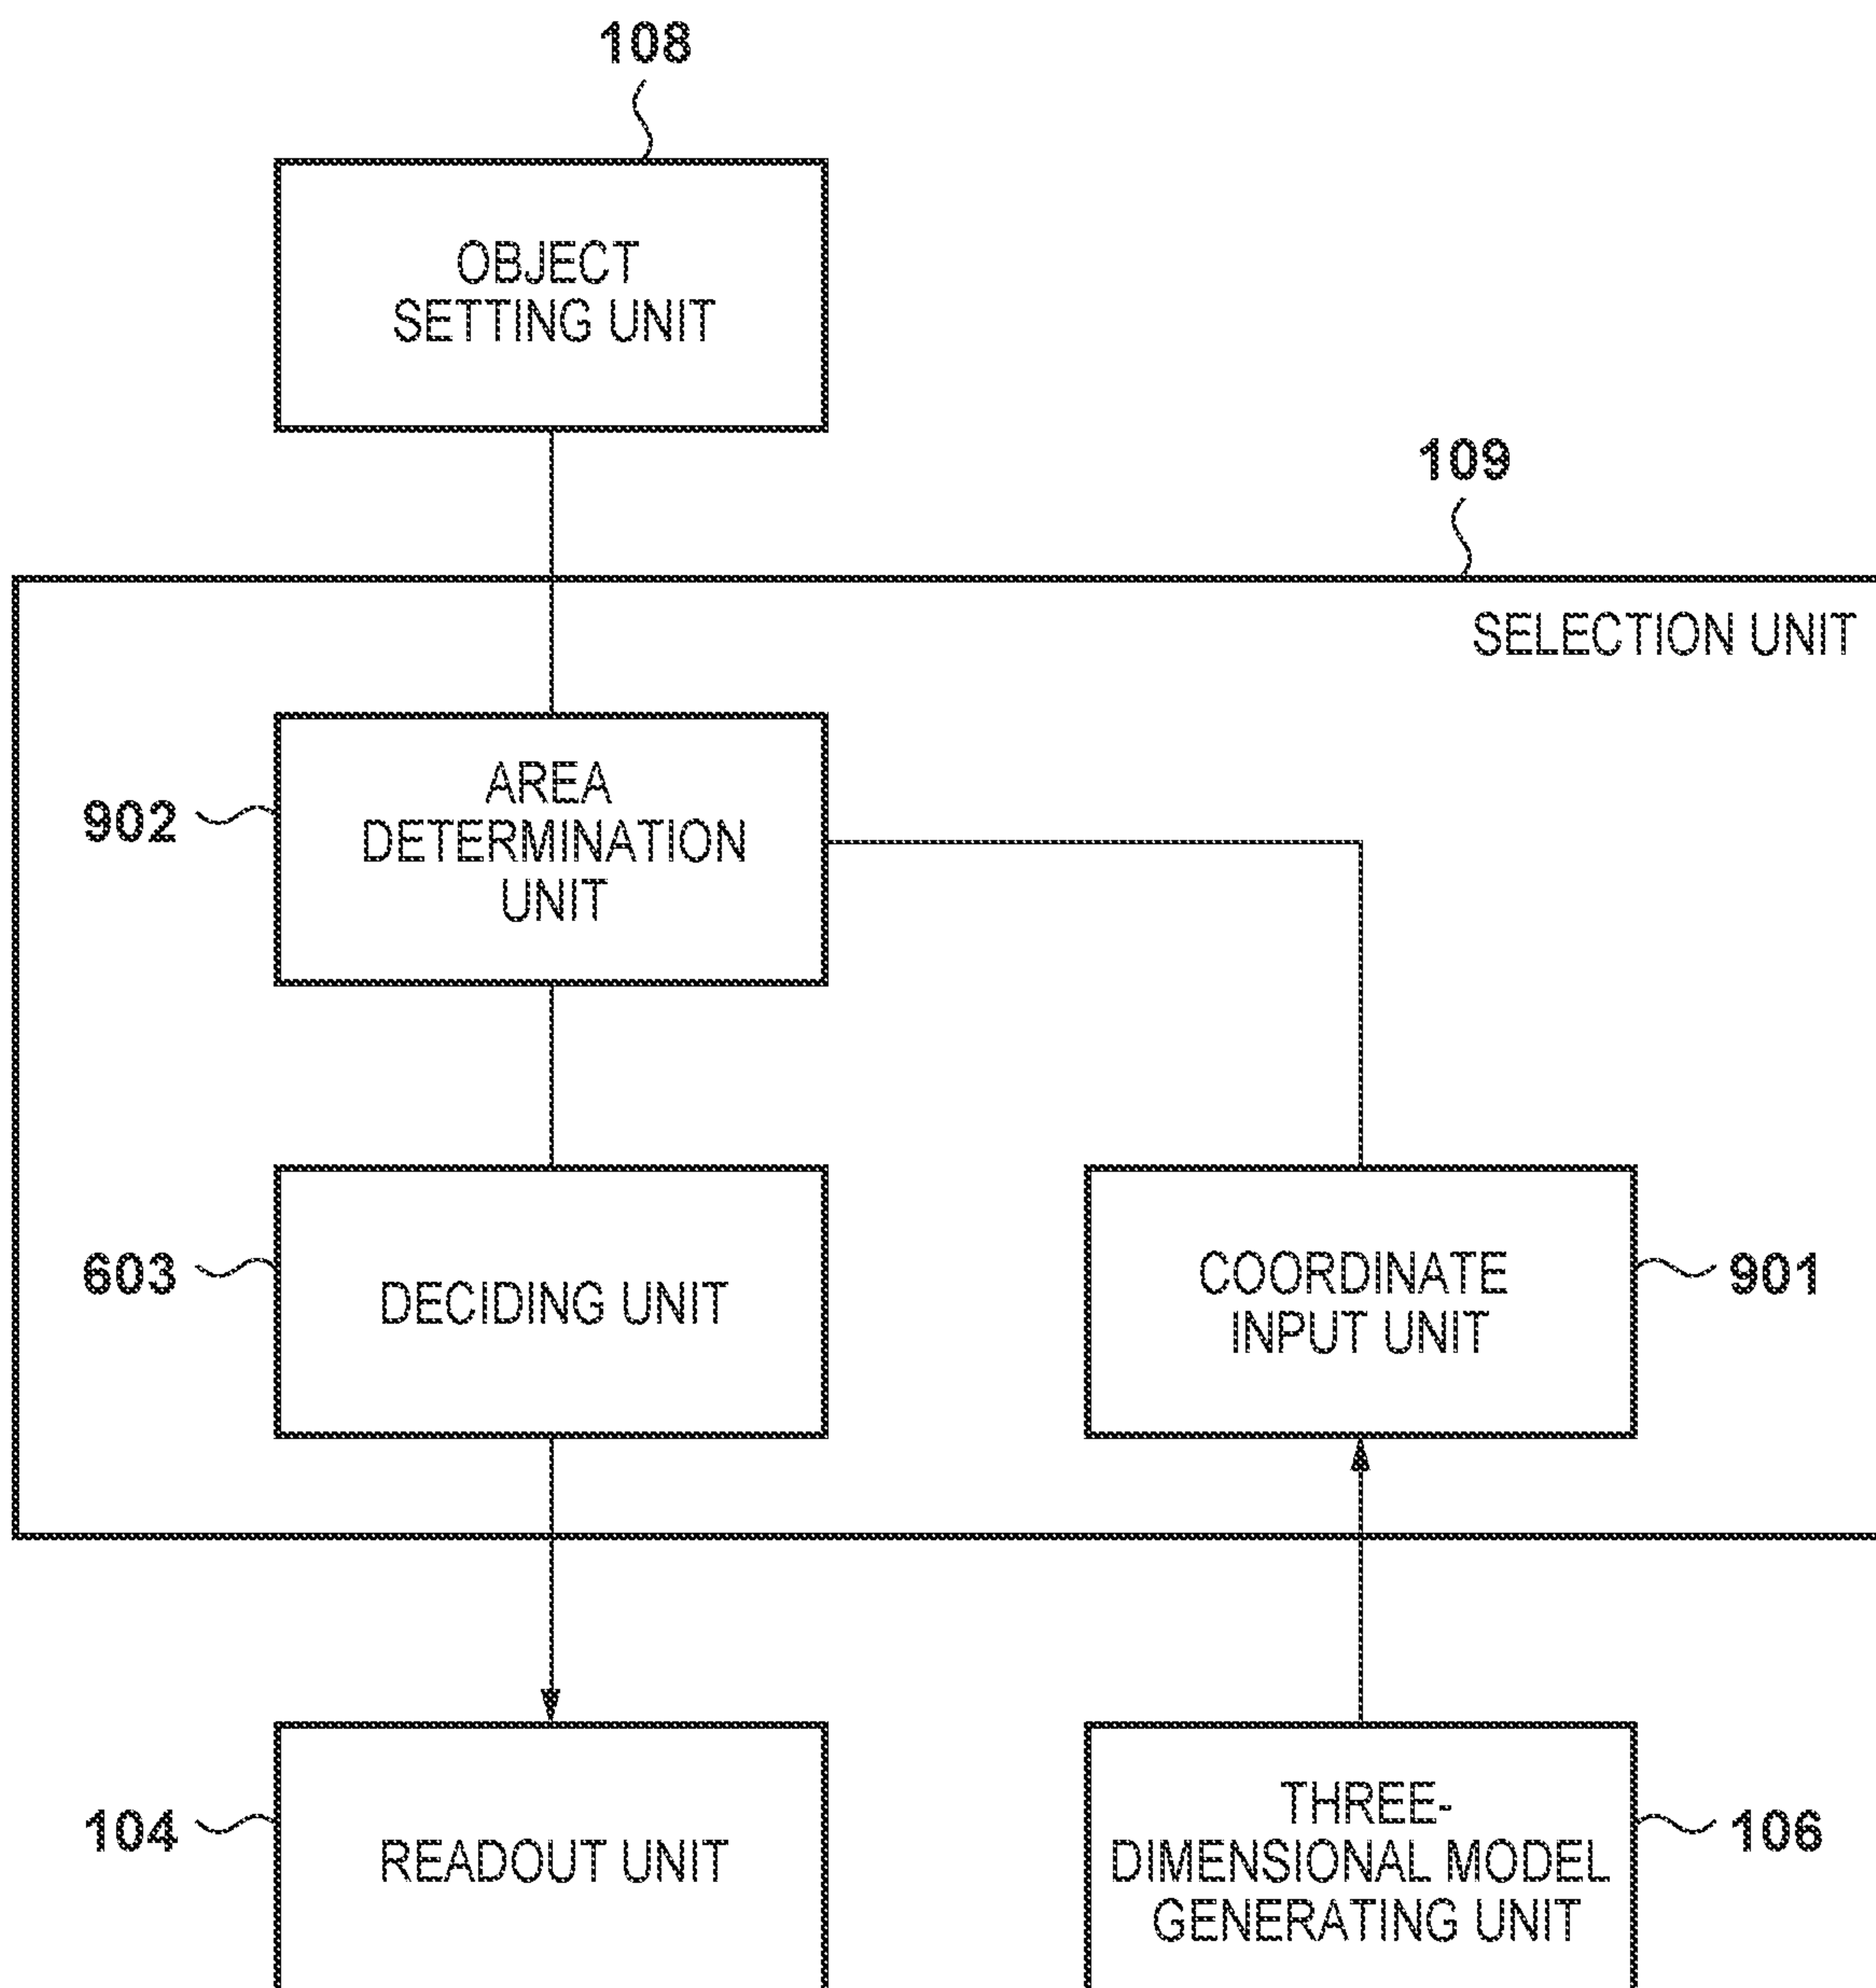 108
OBJECT
SETTING UNIT
109
SELECTION UNIT
902
AREA
DETERMINATION
UNIT
603
DECIDING UNIT
COORDINATE
INPUT UNIT
901
104
READOUT UNIT
THREE-
DIMENSIONAL MODEL
GENERATING UNIT
106